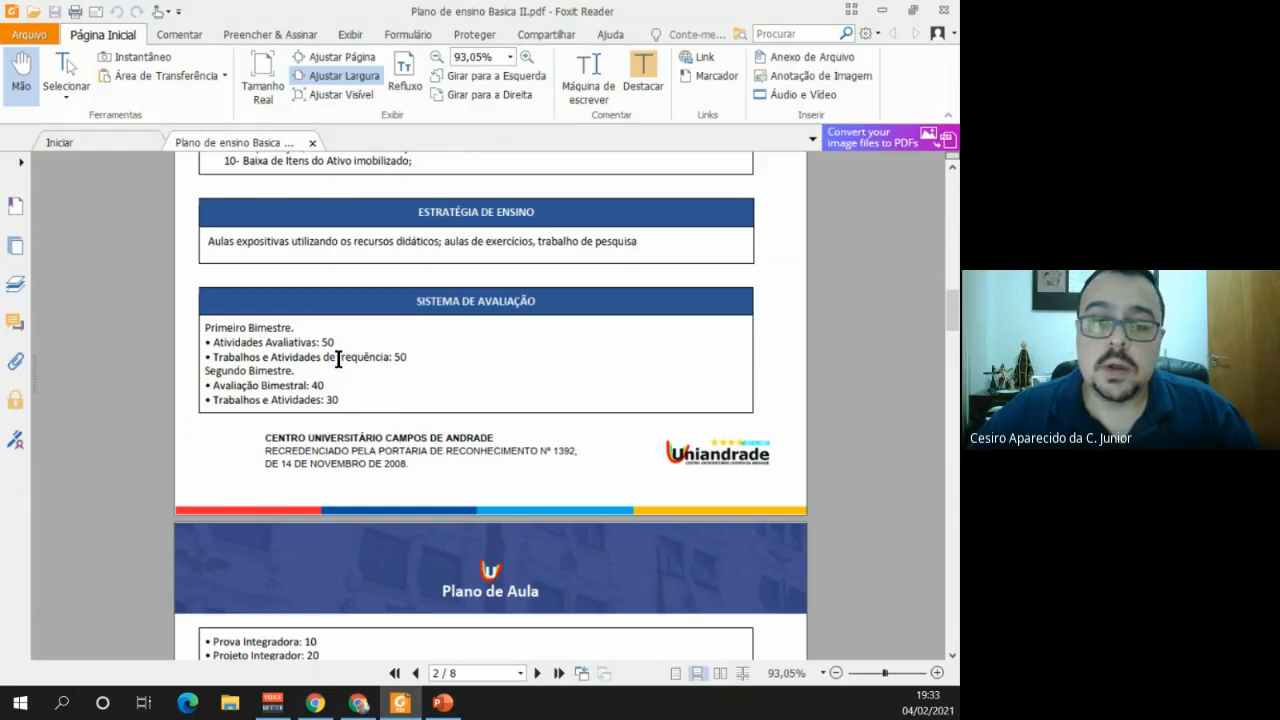 Plano de ensino Basica II.pdf - Foxit Reader
Arquivo
Página Inicial
Comentar
Preencher & Assinar
Exibir
Formulário
Proteger
Compartilhar
Ajuda
Conte-me...
Procurar
Mão
Selecionar
Instantâneo
Área de Transferência
Ferramentas
Tamanho
Real
Ajustar Página
Ajustar Largura
Ajustar Visível
Refluxo
93,05%
Girar para a Esquerda
Girar para a Direita
Exibir
Máquina de
escrever
Destacar
Comentar
Link
Marcador
Links
Anexo de Arquivo
Anotação de Imagem
Áudio e Vídeo
Inserir
Iniciar
Plano de ensino Basica ...
Convert your
image files to PDFs
10- Baixa de Itens do Ativo imobilizado;
ESTRATÉGIA DE ENSINO
Aulas expositivas utilizando os recursos didáticos; aulas de exercícios, trabalho de pesquisa
SISTEMA DE AVALIAÇÃO
Primeiro Bimestre.
• Atividades Avaliativas: 50
• Trabalhos e Atividades de frequência: 50
Segundo Bimestre.
• Avaliação Bimestral: 40
• Trabalhos e Atividades: 30
CENTRO UNIVERSITÁRIO CAMPOS DE ANDRADE
RECREDENCIADO PELA PORTARIA DE RECONHECIMENTO Nº 1392,
DE 14 DE NOVEMBRO DE 2008.
Uniandrade
CENTRO UNIVERSITÁRIO CAMPOS DE ANDRADE
U
Plano de Aula
• Prova Integradora: 10
• Projeto Integrador: 20
2 / 8
93,05%
19:33
04/02/2021
Cesiro Aparecido da C. Junior